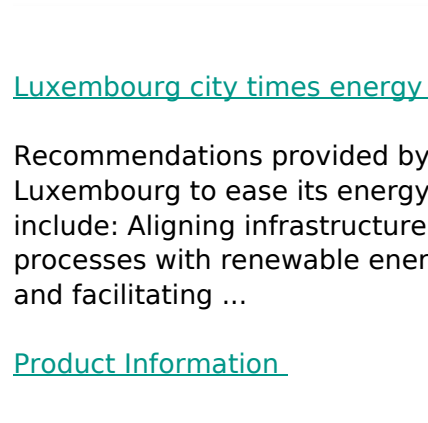 Luxembourg city times energy
Recommendations provided by
Luxembourg to ease its energy
include: Aligning infrastructure
processes with renewable ener
and facilitating ...
Product Information